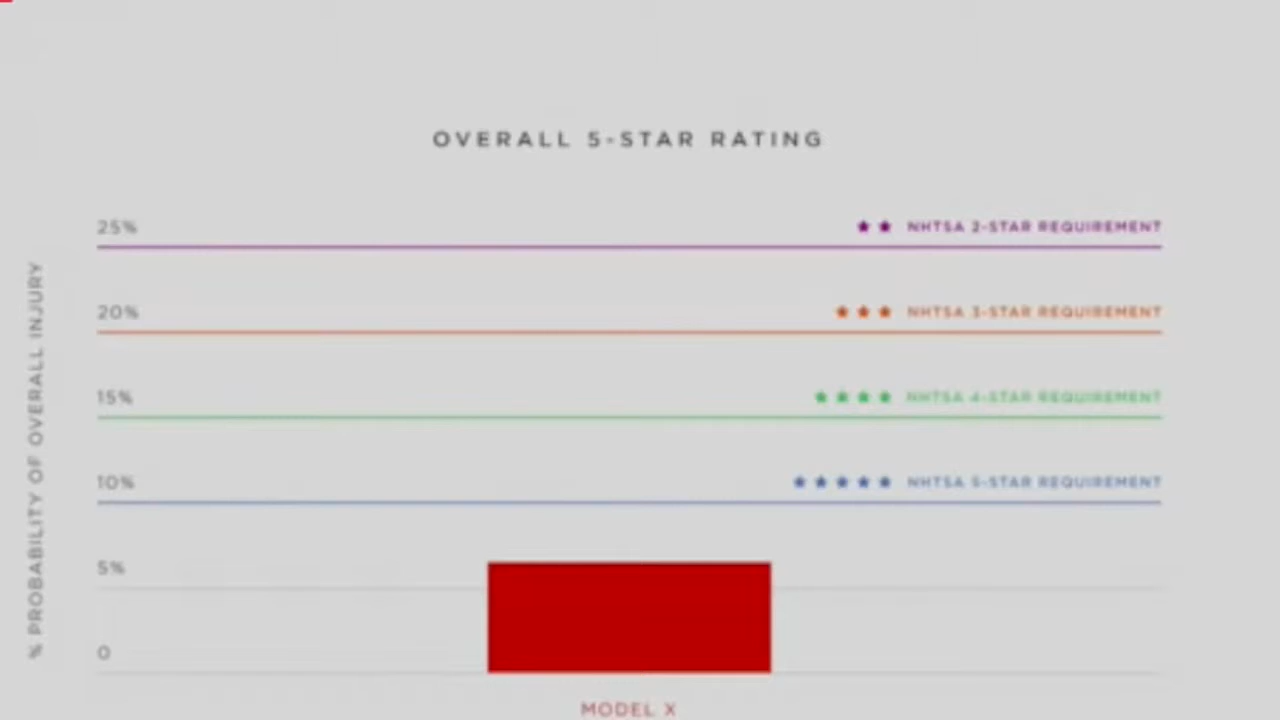 OVERALL 5-STAR RATING
25%
★ ★ NHTSA 2-STAR REQUIREMENT
20%
★ ★ ★ NHTSA 3-STAR REQUIREMENT
15%
★ ★ ★ ★ NHTSA 4-STAR REQUIREMENT
10%
★ ★ ★ ★ ★ NHTSA 5-STAR REQUIREMENT
5%
0
% PROBABILITY OF OVERALL INJURY
MODEL X